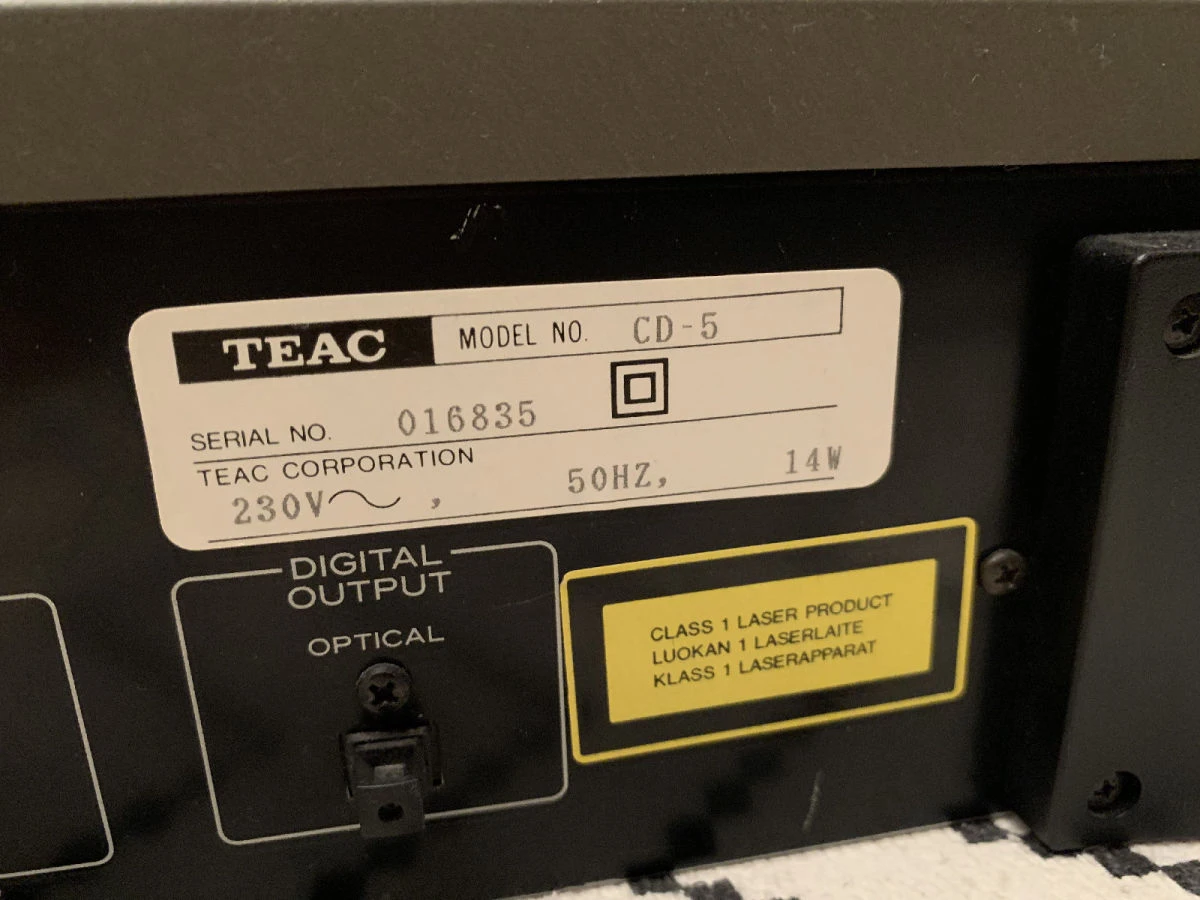 TEAC MODEL NO. CD-5
SERIAL NO. 016835
TEAC CORPORATION
230V～, 50HZ, 14W
DIGITAL
OUTPUT
OPTICAL
CLASS 1 LASER PRODUCT
LUOKAN 1 LASERLAITE
KLASS 1 LASERAPPARAT